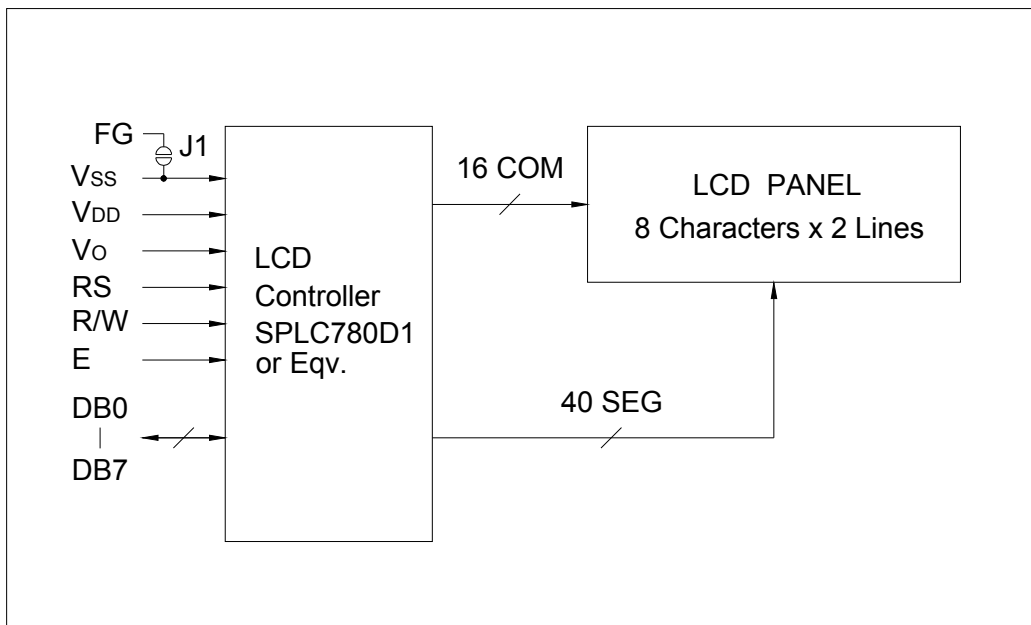 FG
J1
VSS
VDD
VO
RS
R/W
E
DB0
DB7
LCD
Controller
SPLC780D1
or Eqv.
16 COM
40 SEG
LCD PANEL
8 Characters x 2 Lines